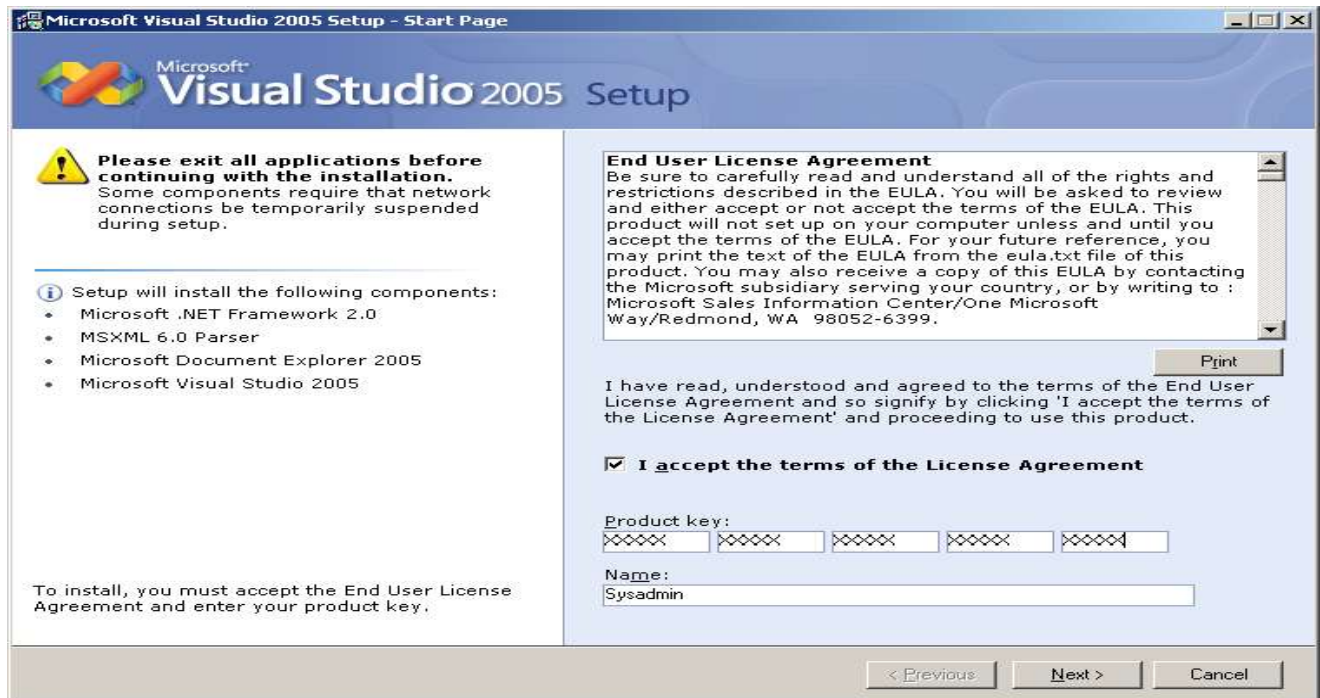 Microsoft Visual Studio 2005 Setup - Start Page
Microsoft
Visual Studio 2005 Setup
Please exit all applications before
continuing with the installation.
Some components require that network
connections be temporarily suspended
during setup.
Setup will install the following components:
Microsoft .NET Framework 2.0
MSXML 6.0 Parser
Microsoft Document Explorer 2005
Microsoft Visual Studio 2005
To install, you must accept the End User License
Agreement and enter your product key.
End User License Agreement
Be sure to carefully read and understand all of the rights and
restrictions described in the EULA. You will be asked to review
and either accept or not accept the terms of the EULA. This
product will not set up on your computer unless and until you
accept the terms of the EULA. For your future reference, you
may print the text of the EULA from the eula.txt file of this
product. You may also receive a copy of this EULA by contacting
the Microsoft subsidiary serving your country, or by writing to :
Microsoft Sales Information Center/One Microsoft
Way/Redmond, WA 98052-6399.
Print
I have read, understood and agreed to the terms of the End User
License Agreement and so signify by clicking 'I accept the terms of
the License Agreement' and proceeding to use this product.
I accept the terms of the License Agreement
Product key:
XXXXX XXXXX XXXXX XXXXX XXXXX
Name:
Sysadmin
< Previous Next > Cancel